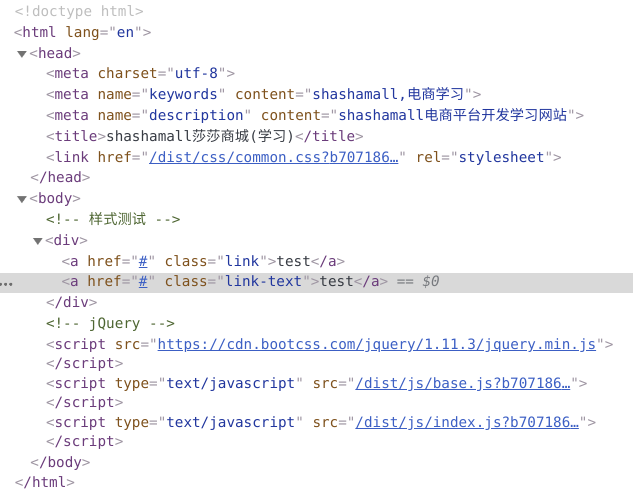 <!doctype html>
<html lang="en">
<head>
<meta charset="utf-8">
<meta name="keywords" content="shashamall,电商学习">
<meta name="description" content="shashamall电商平台开发学习网站">
<title>shashamall莎莎商城(学习)</title>
<link href="/dist/css/common.css?b707186…" rel="stylesheet">
</head>
<body>
<!-- 样式测试 -->
<div>
<a href="#" class="link">test</a>
<a href="#" class="link-text">test</a> == $0
</div>
<!-- jQuery -->
<script src="https://cdn.bootcss.com/jquery/1.11.3/jquery.min.js">
</script>
<script type="text/javascript" src="/dist/js/base.js?b707186…">
</script>
<script type="text/javascript" src="/dist/js/index.js?b707186…">
</script>
</body>
</html>